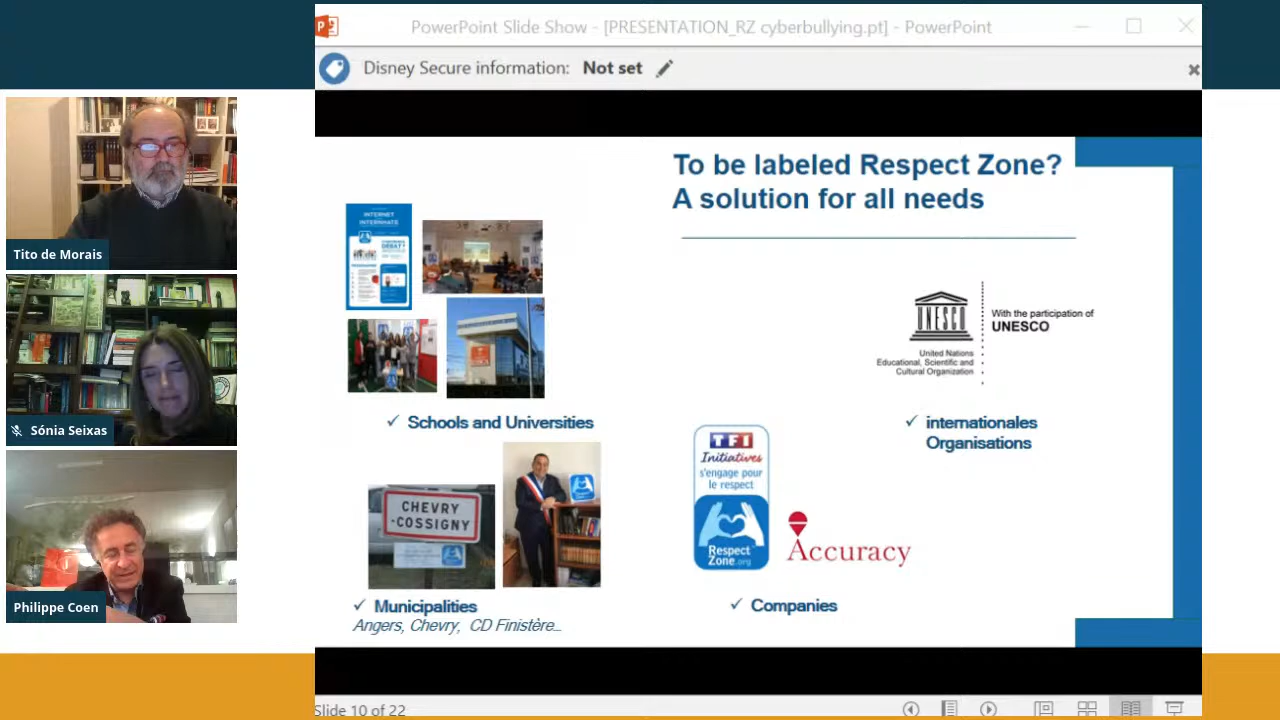 PowerPoint Slide Show - [PRESENTATION_RZ cyberbullying.pt] - PowerPoint
Disney Secure information: Not set
Tito de Morais
Sónia Seixas
Philippe Coen
To be labeled Respect Zone?
A solution for all needs
INTERNET
INTERMINATE
DÉBAT
✓ Schools and Universities
UNESCO
United Nations
Educational, Scientific and
Cultural Organization
With the participation of
UNESCO
✓ internationales
Organisations
CHEVRY
-COSSIGNY
✓ Municipalities
Angers, Chevry, CD Finistère...
TF1
Initiatives
s'engage pour
le respect
Respect
Zone.org
Accuracy
✓ Companies
Slide 10 of 22